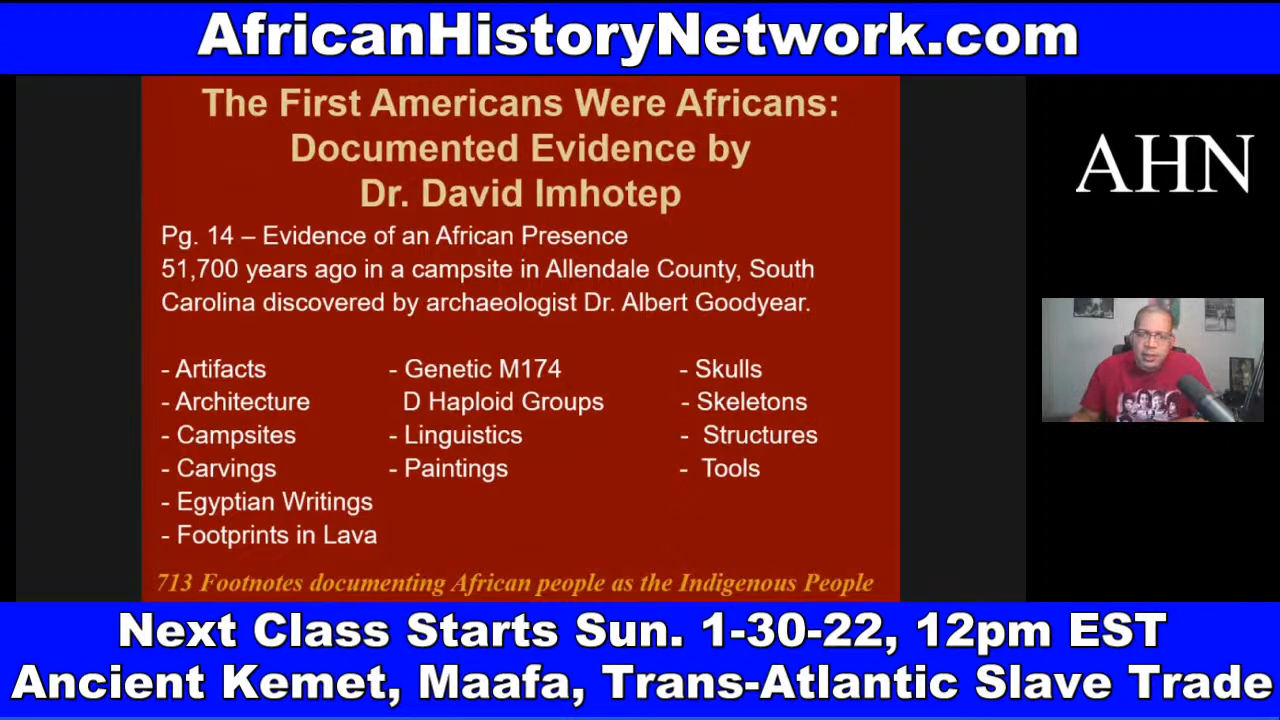 AfricanHistoryNetwork.com
The First Americans Were Africans:
Documented Evidence by
Dr. David Imhotep
Pg. 14 – Evidence of an African Presence
51,700 years ago in a campsite in Allendale County, South
Carolina discovered by archaeologist Dr. Albert Goodyear.
- Artifacts
- Architecture
- Campsites
- Carvings
- Egyptian Writings
- Footprints in Lava
- Genetic M174
D Haploid Groups
- Linguistics
- Paintings
- Skulls
- Skeletons
- Structures
- Tools
713 Footnotes documenting African people as the Indigenous People
AHN
Next Class Starts Sun. 1-30-22, 12pm EST
Ancient Kemet, Maafa, Trans-Atlantic Slave Trade